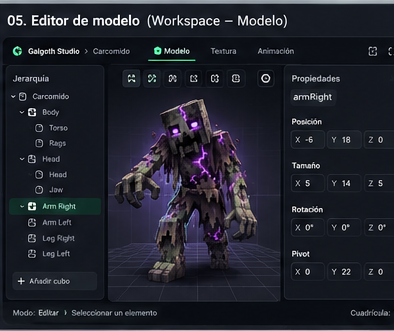 05. Editor de modelo (Workspace – Modelo)
Galgoth Studio > Carcomido
Modelo
Textura
Animación
Jerarquia
Carcomido
Body
Torso
Rags
Head
Head
Jaw
Arm Right
Arm Left
Leg Right
Leg Left
+ Añadir cubo
Propiedades
armRight
Posición
X -6 Y 18 Z 0
Tamaño
X 5 Y 14 Z 5
Rotación
X 0° Y 0° Z 0°
Pivot
X 0 Y 22 Z 0
Modo: Editar > Seleccionar un elemento
Cuadrícula: